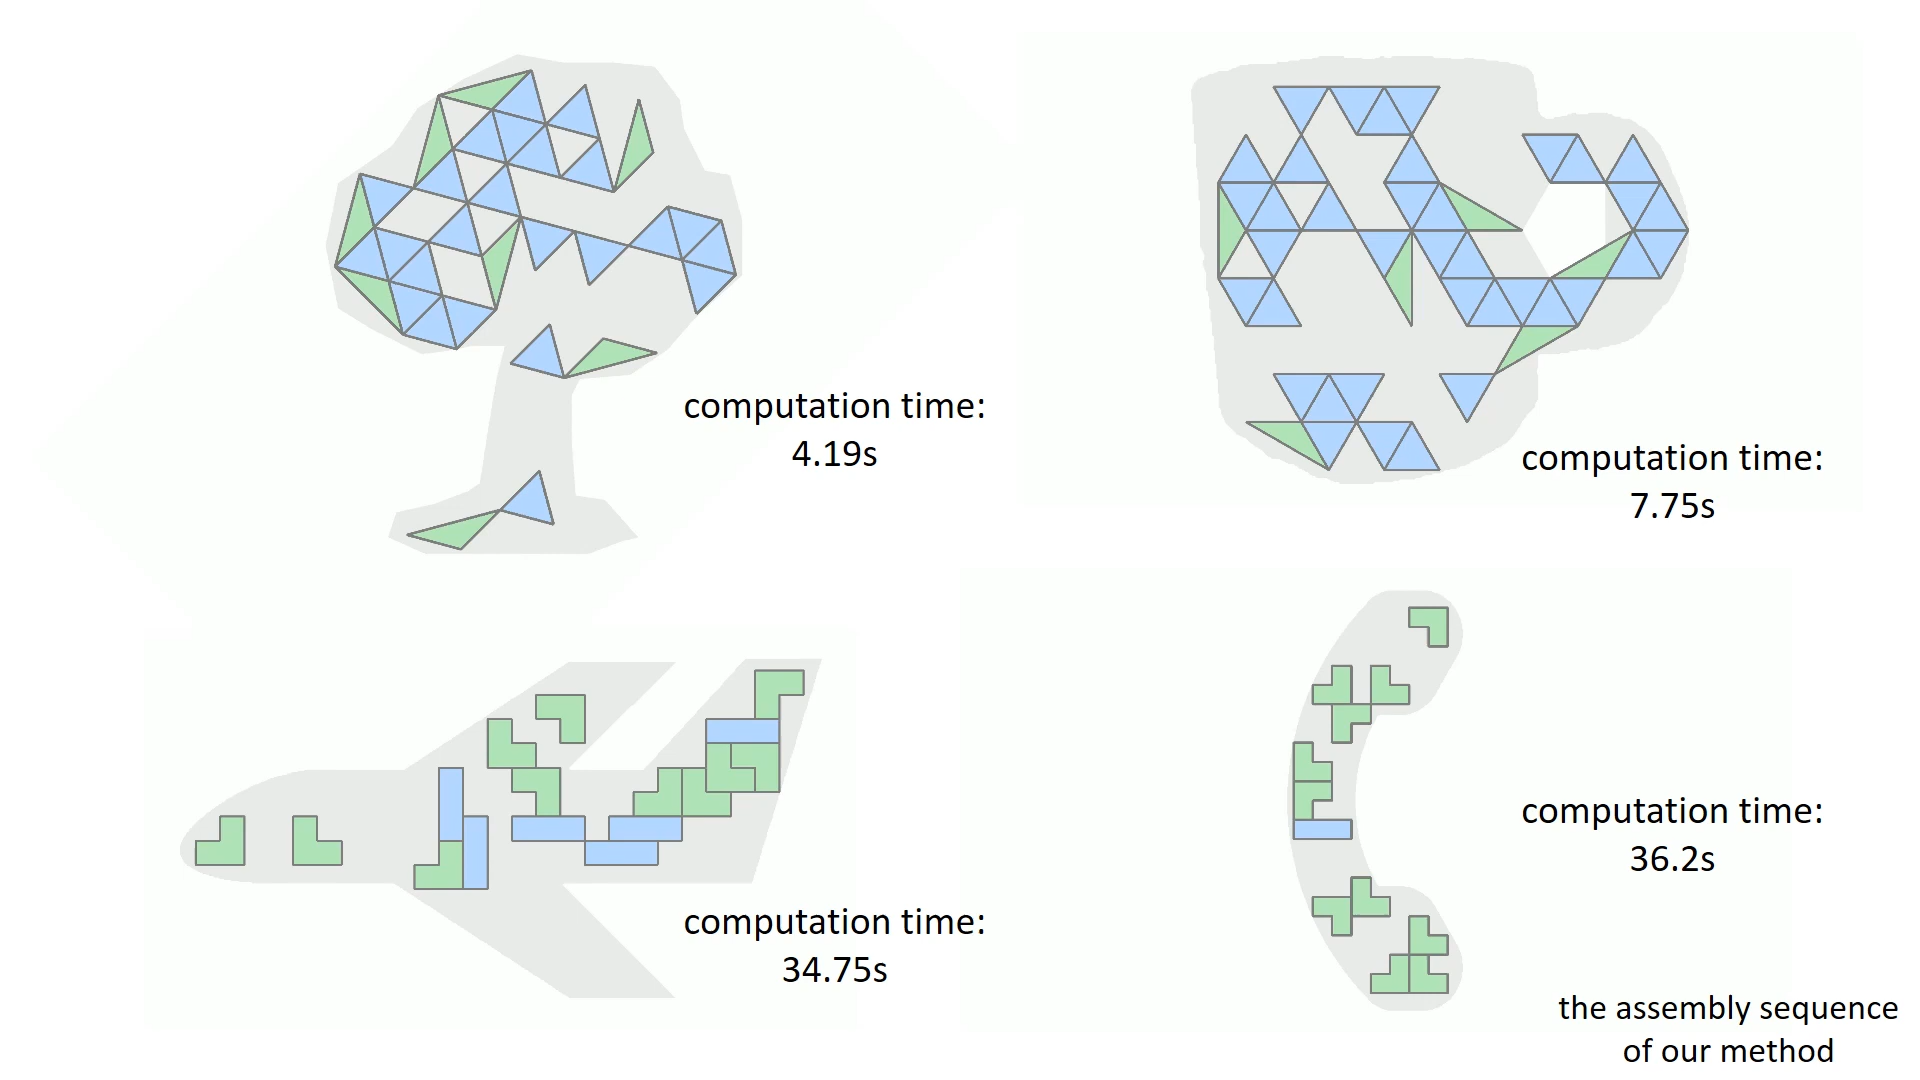 computation time:
4.19s
computation time:
7.75s
computation time:
34.75s
computation time:
36.2s
the assembly sequence
of our method